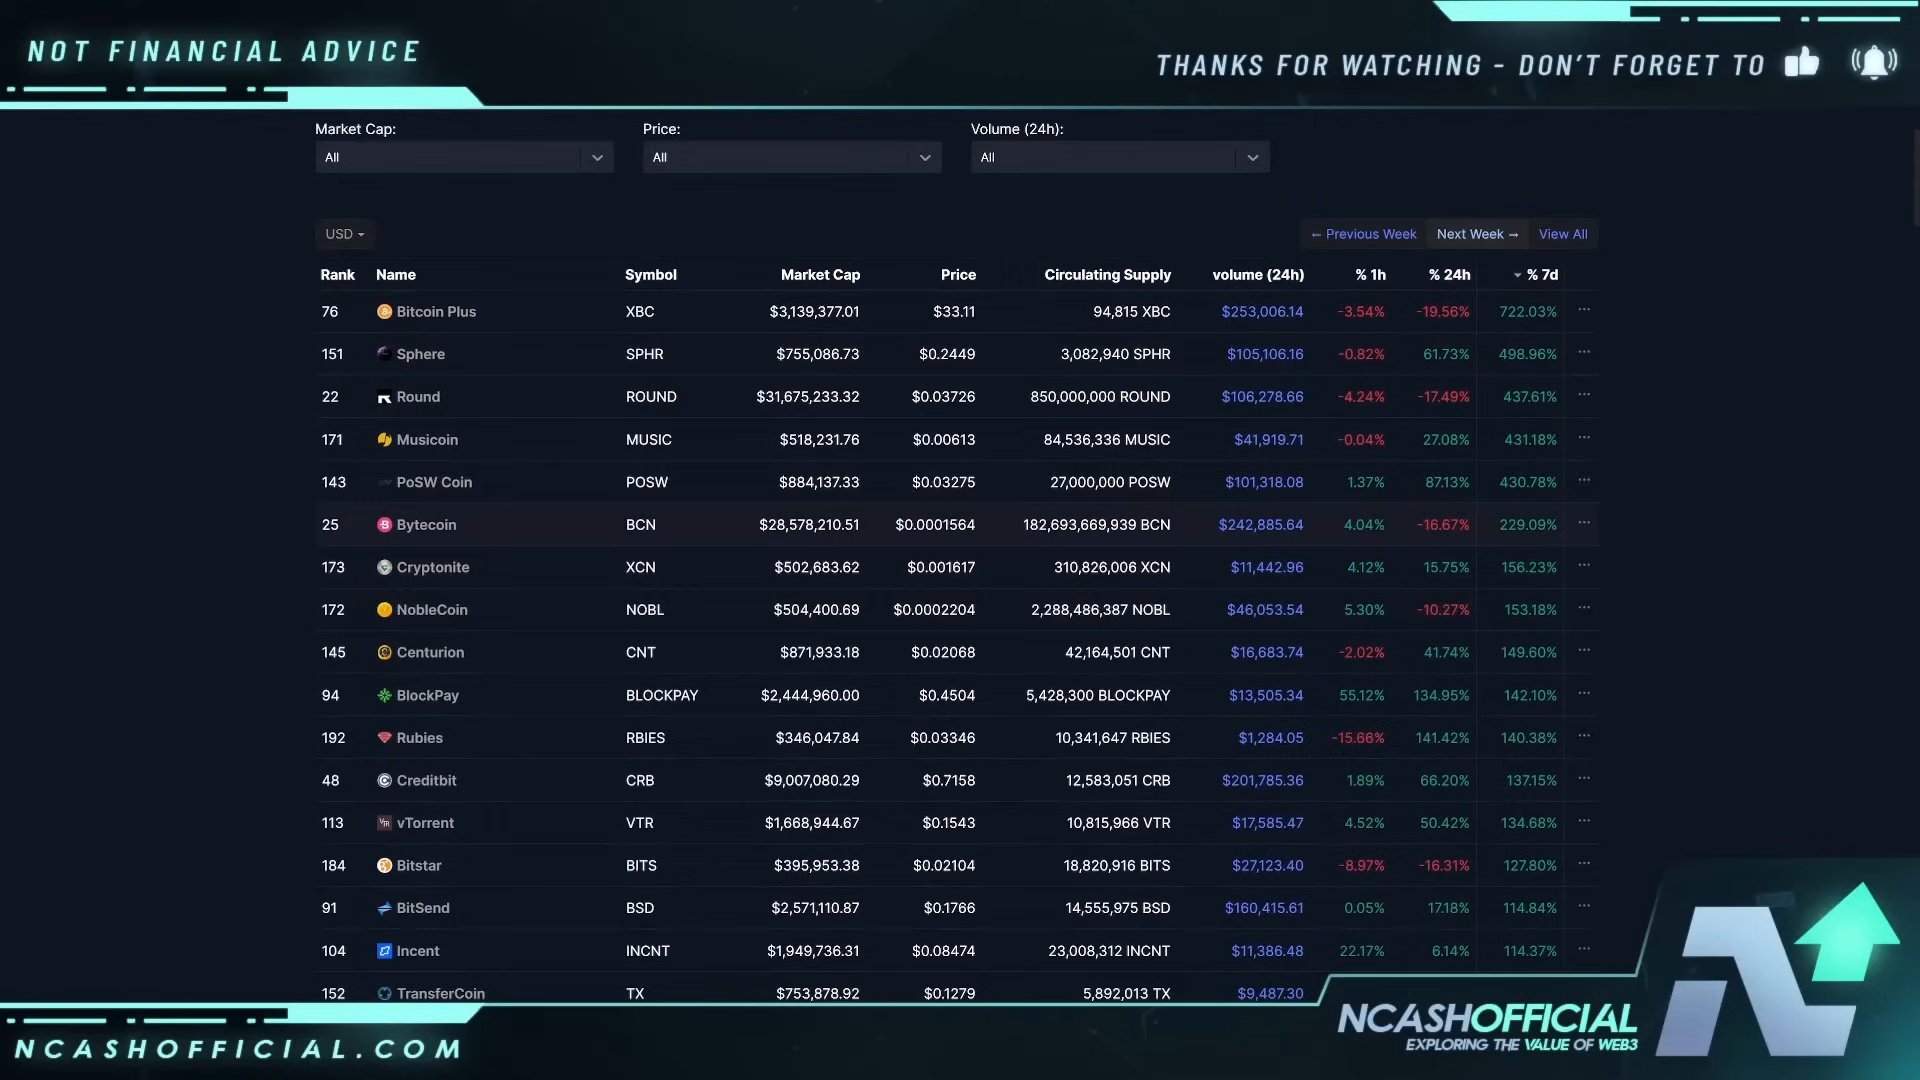 NOT FINANCIAL ADVICE
THANKS FOR WATCHING - DON'T FORGET TO
Market Cap: Price: Volume (24h):
All All All
USD ← Previous Week Next Week → View All
Rank Name Symbol Market Cap Price Circulating Supply volume (24h) % 1h % 24h % 7d
76 Bitcoin Plus XBC $3,139,377.01 $33.11 94,815 XBC $253,006.14 -3.54% -19.56% 722.03% ...
151 Sphere SPHR $755,086.73 $0.2449 3,082,940 SPHR $105,106.16 -0.82% 61.73% 498.96% ...
22 Round ROUND $31,675,233.32 $0.03726 850,000,000 ROUND $106,278.66 -4.24% -17.49% 437.61% ...
171 Musicoin MUSIC $518,231.76 $0.00613 84,536,336 MUSIC $41,919.71 -0.04% 27.08% 431.18% ...
143 PoSW Coin POSW $884,137.33 $0.03275 27,000,000 POSW $101,318.08 1.37% 87.13% 430.78% ...
25 Bytecoin BCN $28,578,210.51 $0.0001564 182,693,669,939 BCN $242,885.64 4.04% -16.67% 229.09% ...
173 Cryptonite XCN $502,683.62 $0.001617 310,826,006 XCN $11,442.96 4.12% 15.75% 156.23% ...
172 NobleCoin NOBL $504,400.69 $0.0002204 2,288,486,387 NOBL $46,053.54 5.30% -10.27% 153.18% ...
145 Centurion CNT $871,933.18 $0.02068 42,164,501 CNT $16,683.74 -2.02% 41.74% 149.60% ...
94 BlockPay BLOCKPAY $2,444,960.00 $0.4504 5,428,300 BLOCKPAY $13,505.34 55.12% 134.95% 142.10% ...
192 Rubies RBIES $346,047.84 $0.03346 10,341,647 RBIES $1,284.05 -15.66% 141.42% 140.38% ...
48 Creditbit CRB $9,007,080.29 $0.7158 12,583,051 CRB $201,785.36 1.89% 66.20% 137.15% ...
113 vTorrent VTR $1,668,944.67 $0.1543 10,815,966 VTR $17,585.47 4.52% 50.42% 134.68% ...
184 Bitstar BITS $395,953.38 $0.02104 18,820,916 BITS $27,123.40 -8.97% -16.31% 127.80% ...
91 BitSend BSD $2,571,110.87 $0.1766 14,555,975 BSD $160,415.61 0.05% 17.18% 114.84% ...
104 Incent INCNT $1,949,736.31 $0.08474 23,008,312 INCNT $11,386.48 22.17% 6.14% 114.37% ...
152 TransferCoin TX $753,878.92 $0.1279 5,892,013 TX $9,487.30
NCASHOFFICIAL
EXPLORING THE VALUE OF WEB3
NCASHOFFICIAL.COM